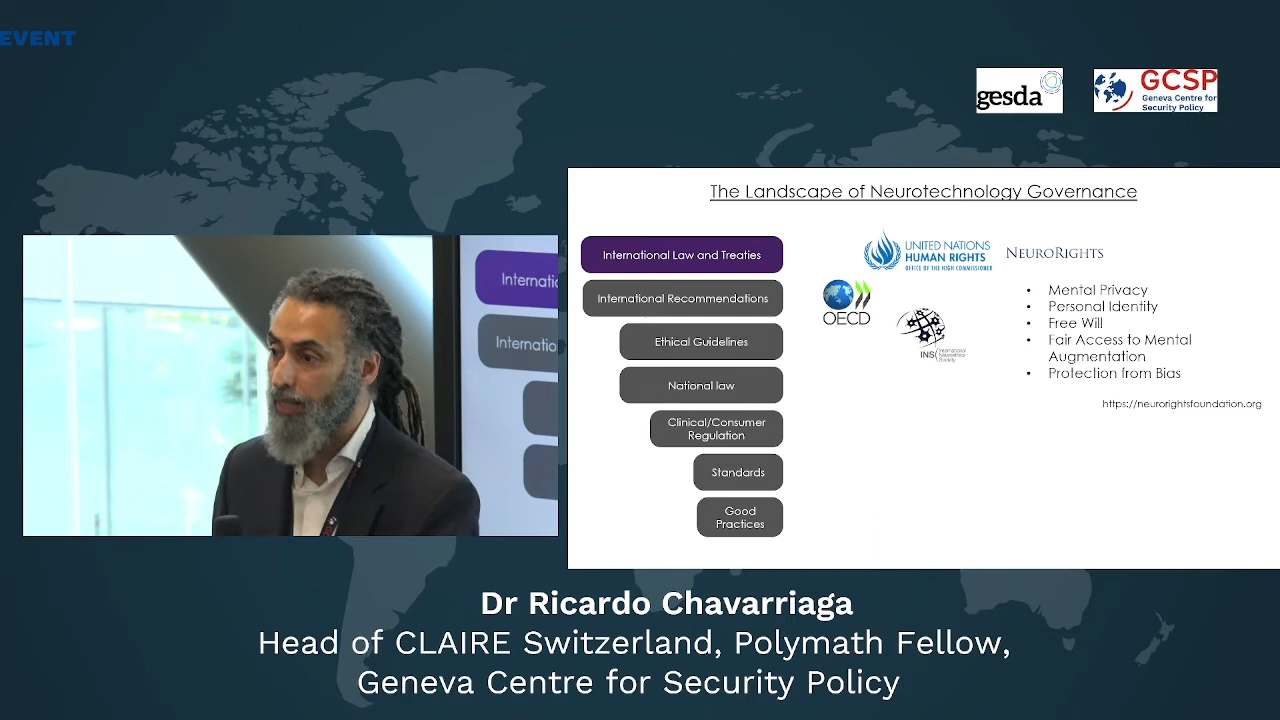 EVENT
gesda
GCSP
Geneva Centre for
Security Policy
The Landscape of Neurotechnology Governance
International Law and Treaties
International Recommendations
Ethical Guidelines
National law
Clinical/Consumer
Regulation
Standards
Good
Practices
UNITED NATIONS
HUMAN RIGHTS
OFFICE OF THE HIGH COMMISSIONER
NEURORIGHTS
OECD
INS
International
Neuroethics
Society
• Mental Privacy
• Personal Identity
• Free Will
• Fair Access to Mental
Augmentation
• Protection from Bias
https://neurorightsfoundation.org
Internatio
Internatio
Dr Ricardo Chavarriaga
Head of CLAIRE Switzerland, Polymath Fellow,
Geneva Centre for Security Policy